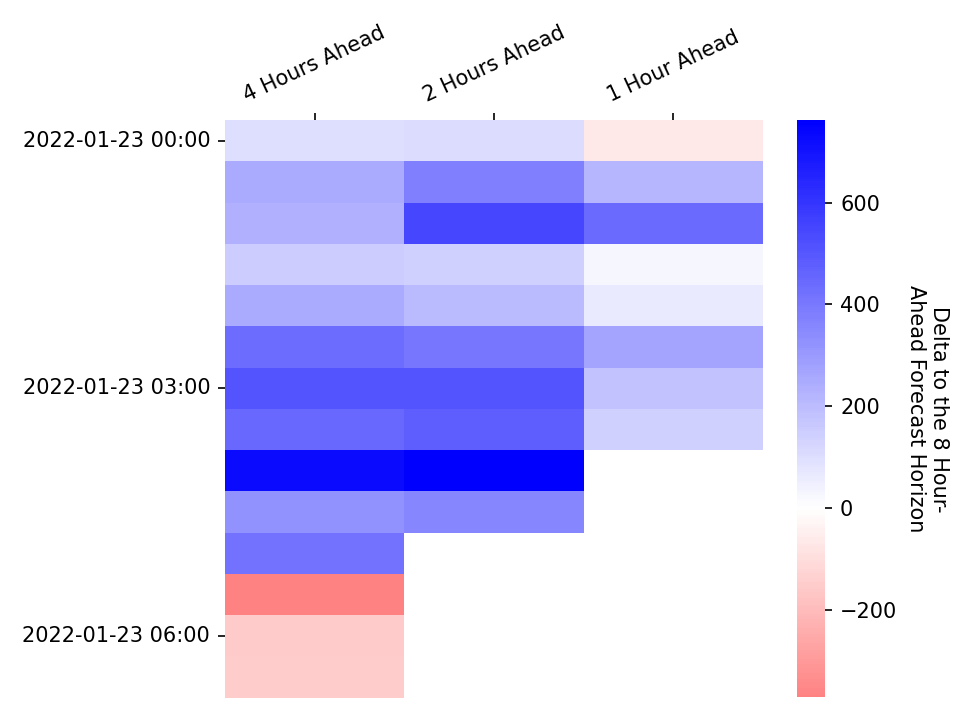 4 Hours Ahead
2 Hours Ahead
1 Hour Ahead
2022-01-23 00:00
2022-01-23 03:00
2022-01-23 06:00
600
400
200
0
−200
Delta to the 8 Hour-
Ahead Forecast Horizon